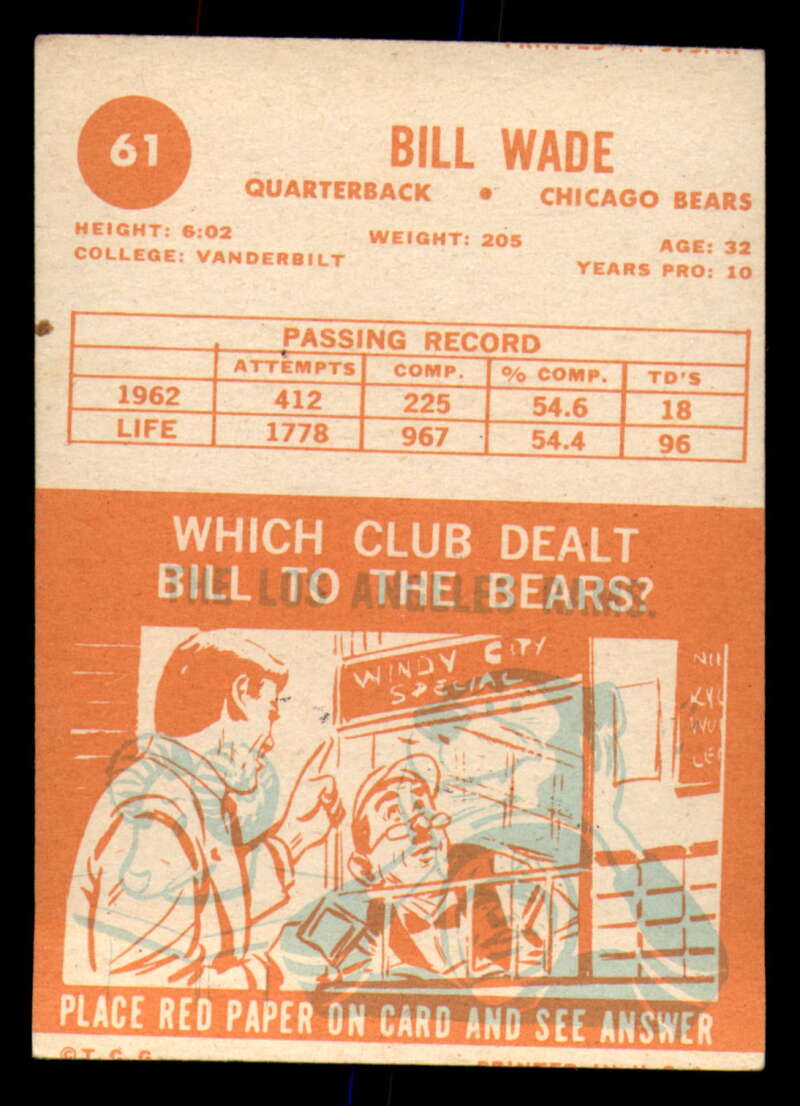 61
BILL WADE
QUARTERBACK • CHICAGO BEARS
HEIGHT: 6:02 WEIGHT: 205 AGE: 32
COLLEGE: VANDERBILT YEARS PRO: 10
PASSING RECORD
ATTEMPTS COMP. % COMP. TD'S
1962 412 225 54.6 18
LIFE 1778 967 54.4 96
WHICH CLUB DEALT
BILL TO THE BEARS?
THE LOS ANGELES RAMS.
WINDY CITY
SPECIAL
PLACE RED PAPER ON CARD AND SEE ANSWER
© T. C. G.